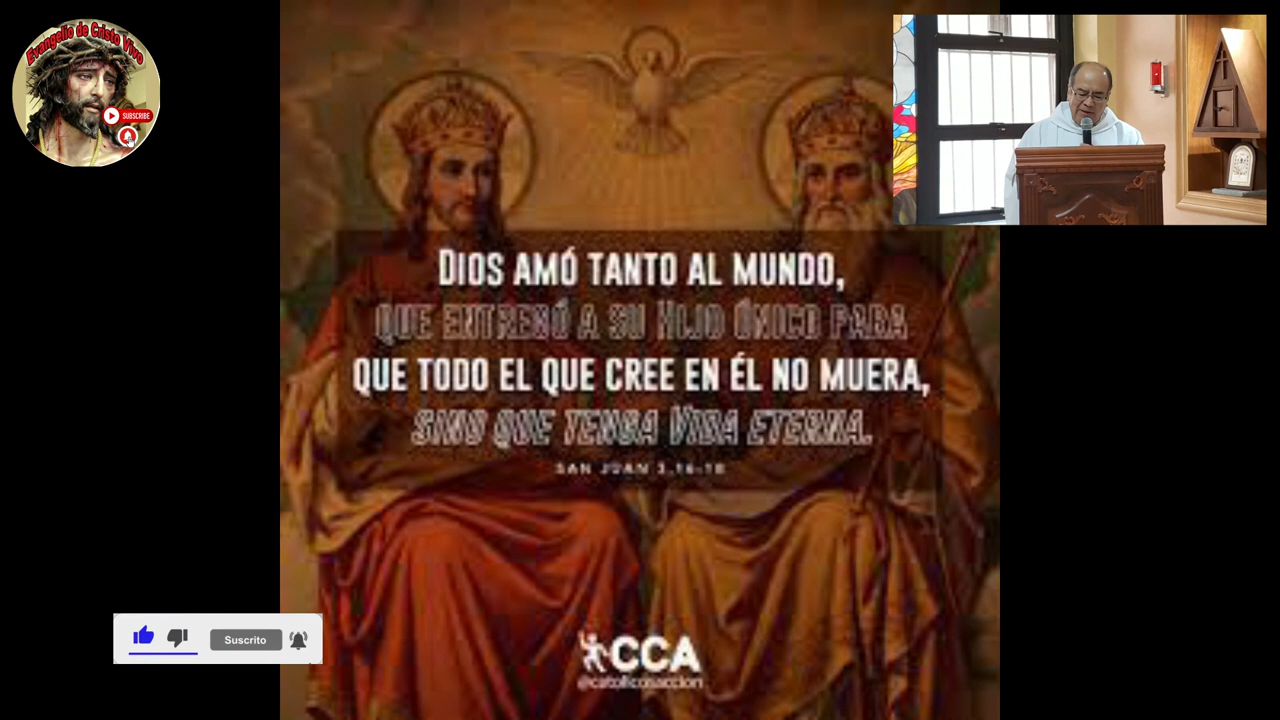 Evangelio de Cristo Vivo
SUBSCRIBE
DIOS AMÓ TANTO AL MUNDO,
QUE ENTREGÓ A SU HIJO ÚNICO PARA
QUE TODO EL QUE CREE EN ÉL NO MUERA,
SINO QUE TENGA VIDA ETERNA.
SAN JUAN 3,16-18
Suscrito
CCA
@catolicosaccion